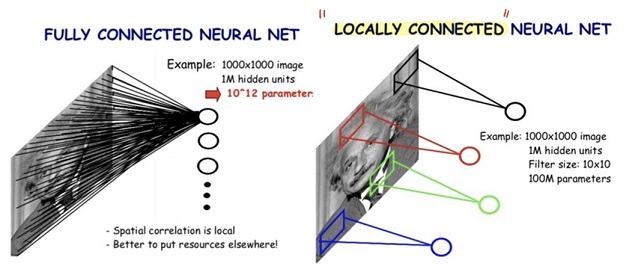 FULLY CONNECTED NEURAL NET
Example: 1000x1000 image
1M hidden units
10^12 parameters
- Spatial correlation is local
- Better to put resources elsewhere!
"LOCALLY CONNECTED" NEURAL NET
Example: 1000x1000 image
1M hidden units
Filter size: 10x10
100M parameters